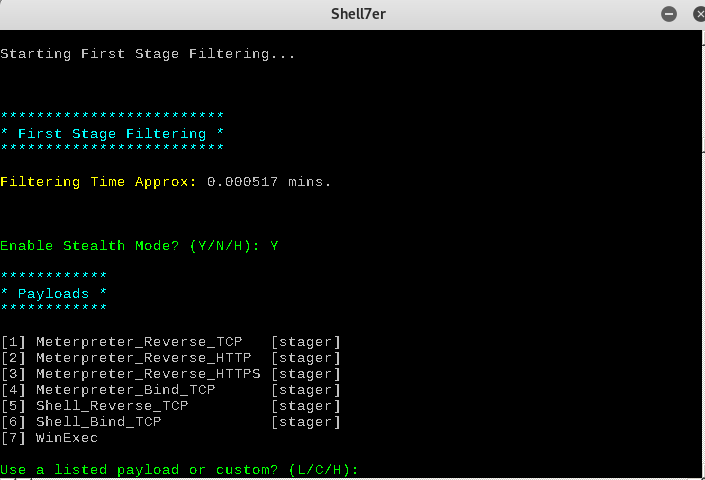 Shell7er
Starting First Stage Filtering...
*************************
* First Stage Filtering *
*************************
Filtering Time Approx: 0.000517 mins.
Enable Stealth Mode? (Y/N/H): Y
************
* Payloads *
************
[1] Meterpreter_Reverse_TCP   [stager]
[2] Meterpreter_Reverse_HTTP  [stager]
[3] Meterpreter_Reverse_HTTPS [stager]
[4] Meterpreter_Bind_TCP      [stager]
[5] Shell_Reverse_TCP         [stager]
[6] Shell_Bind_TCP            [stager]
[7] WinExec
Use a listed payload or custom? (L/C/H):